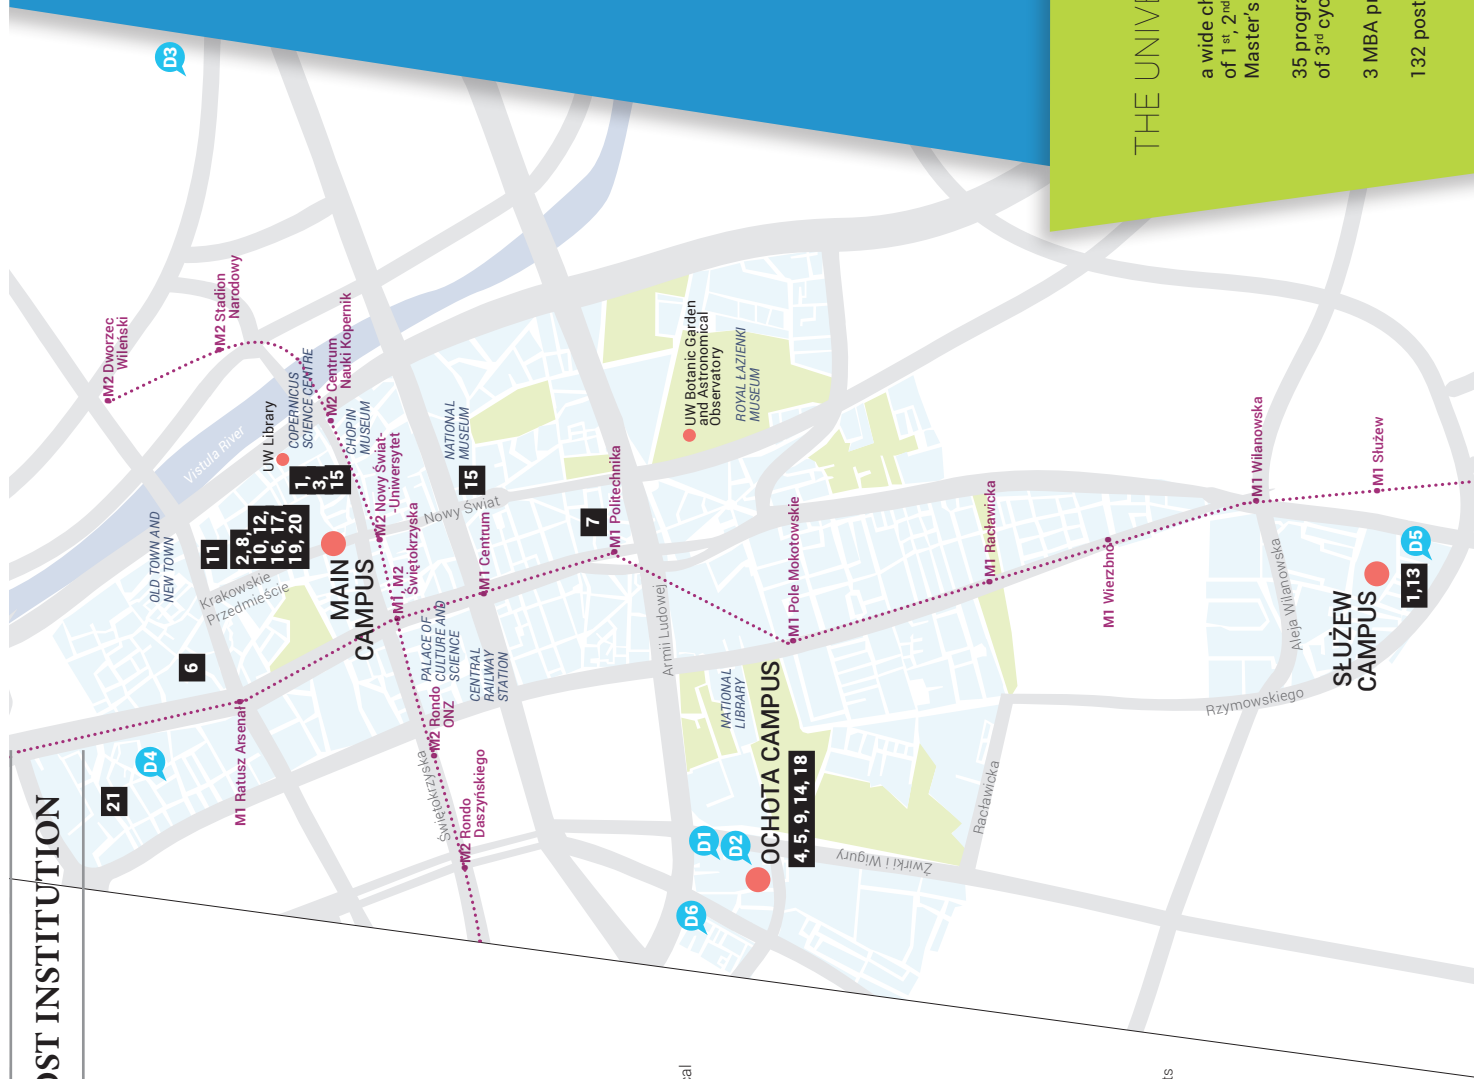 OST INSTITUTION
THE UNIVE
a wide ch
of 1st, 2nd
Master's
35 progra
of 3rd cyc
3 MBA pr
132 post
cal
ts
D3
M2 Dworzec
Wileński
M2 Stadion
Narodowy
M2 Centrum
Nauki Kopernik
Vistula River
UW Library
COPERNICUS
SCIENCE CENTRE
CHOPIN
MUSEUM
1,
3,
15
M2 Nowy Świat-
-Uniwersytet
NATIONAL
MUSEUM
15
Nowy Świat
OLD TOWN AND
NEW TOWN
11
2, 8,
10, 12,
16, 17,
19, 20
Krakowskie
Przedmieście
MAIN
CAMPUS
M1, M2
Świętokrzyska
M1 Centrum
7
M1 Politechnika
UW Botanic Garden
and Astronomical
Observatory
ROYAL ŁAZIENKI
MUSEUM
6
M1 Ratusz Arsenał
PALACE OF
CULTURE AND
SCIENCE
CENTRAL
RAILWAY
STATION
M2 Rondo
ONZ
Świętokrzyska
M2 Rondo
Daszyńskiego
D4
21
Armii Ludowej
M1 Pole Mokotowskie
NATIONAL
LIBRARY
OCHOTA CAMPUS
4, 5, 9, 14, 18
D1
D2
D6
Żwirki i Wigury
Racławicka
M1 Racławicka
M1 Wierzbno
M1 Wilanowska
M1 Służew
Aleja Wilanowska
Rzymowskiego
SŁUŻEW
CAMPUS
1,13
D5